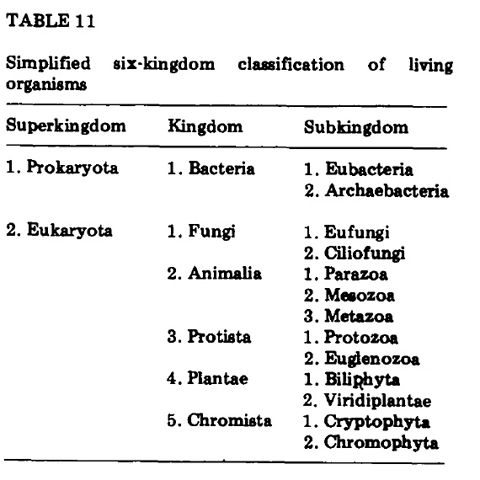 TABLE 11
Simplified six-kingdom classification of living
organisms
Superkingdom Kingdom Subkingdom
1. Prokaryota 1. Bacteria 1. Eubacteria
2. Archaebacteria
2. Eukaryota 1. Fungi 1. Eufungi
2. Ciliofungi
2. Animalia 1. Parazoa
2. Mesozoa
3. Metazoa
3. Protista 1. Protozoa
2. Euglenozoa
4. Plantae 1. Biliphyta
2. Viridiplantae
5. Chromista 1. Cryptophyta
2. Chromophyta